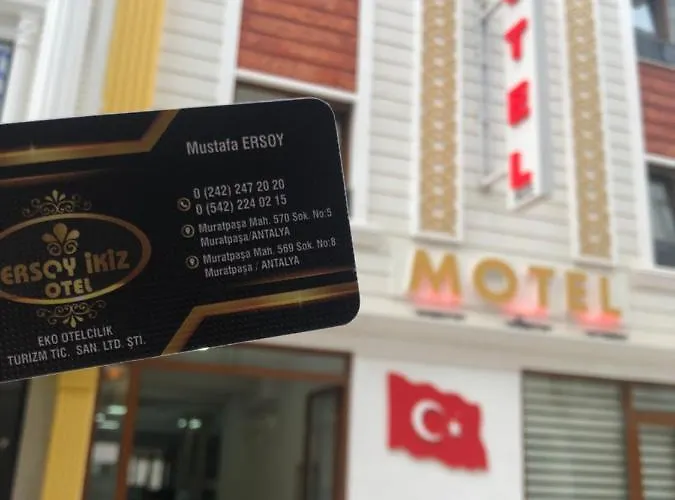 Mustafa ERSOY
0 (242) 247 20 20
0 (542) 224 02 15
Muratpaşa Mah. 570 Sok. No:5
Muratpaşa/ANTALYA
Muratpaşa Mah. 569 Sok. No:8
Muratpaşa / ANTALYA
ERSOY İKİZ
OTEL
EKO OTELCİLİK
TURİZM TİC. SAN. LTD. ŞTİ.
OTEL
MOTEL